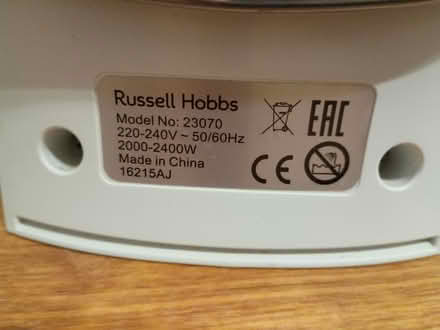 Russell Hobbs
Model No: 23070
220-240V ~ 50/60Hz
2000-2400W
Made in China
16215AJ
EAC
CE